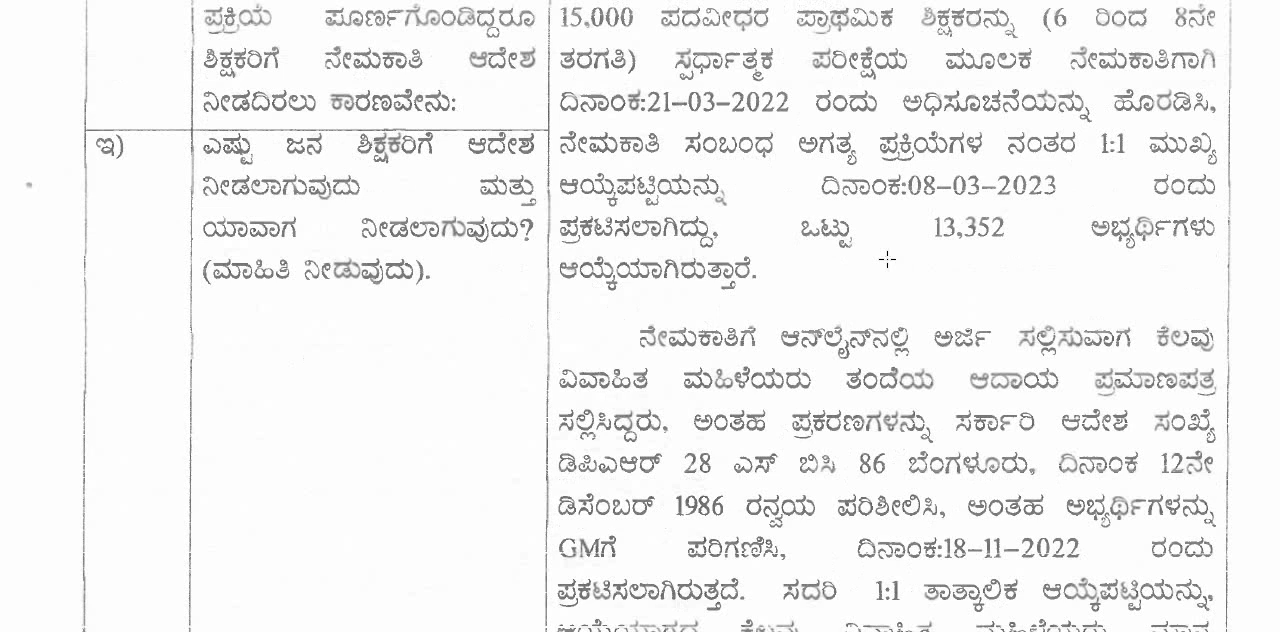 ಪ್ರಕ್ರಿಯೆ ಪೂರ್ಣಗೊಂಡಿದ್ದರೂ
ಶಿಕ್ಷಕರಿಗೆ ನೇಮಕಾತಿ ಆದೇಶ
ನೀಡದಿರಲು ಕಾರಣವೇನು:
ಇ)
ಎಷ್ಟು ಜನ ಶಿಕ್ಷಕರಿಗೆ ಆದೇಶ
ನೀಡಲಾಗುವುದು ಮತ್ತು
ಯಾವಾಗ ನೀಡಲಾಗುವುದು?
(ಮಾಹಿತಿ ನೀಡುವುದು).
15,000 ಪದವೀಧರ ಪ್ರಾಥಮಿಕ ಶಿಕ್ಷಕರನ್ನು (6 ರಿಂದ 8ನೇ
ತರಗತಿ) ಸ್ಪರ್ಧಾತ್ಮಕ ಪರೀಕ್ಷೆಯ ಮೂಲಕ ನೇಮಕಾತಿಗಾಗಿ
ದಿನಾಂಕ:21-03-2022 ರಂದು ಅಧಿಸೂಚನೆಯನ್ನು ಹೊರಡಿಸಿ,
ನೇಮಕಾತಿ ಸಂಬಂಧ ಅಗತ್ಯ ಪ್ರಕ್ರಿಯೆಗಳ ನಂತರ 1:1 ಮುಖ್ಯ
ಆಯ್ಕೆಪಟ್ಟಿಯನ್ನು ದಿನಾಂಕ:08-03-2023 ರಂದು
ಪ್ರಕಟಿಸಲಾಗಿದ್ದು, ಒಟ್ಟು 13,352 ಅಭ್ಯರ್ಥಿಗಳು
ಆಯ್ಕೆಯಾಗಿರುತ್ತಾರೆ.
ನೇಮಕಾತಿಗೆ ಆನ್‌ಲೈನ್‌ನಲ್ಲಿ ಅರ್ಜಿ ಸಲ್ಲಿಸುವಾಗ ಕೆಲವು
ವಿವಾಹಿತ ಮಹಿಳೆಯರು ತಂದೆಯ ಆದಾಯ ಪ್ರಮಾಣಪತ್ರ
ಸಲ್ಲಿಸಿದ್ದರು, ಅಂತಹ ಪ್ರಕರಣಗಳನ್ನು ಸರ್ಕಾರಿ ಆದೇಶ ಸಂಖ್ಯೆ
ಡಿಪಿಎಆರ್ 28 ಎಸ್ ಬಿಸಿ 86 ಬೆಂಗಳೂರು, ದಿನಾಂಕ 12ನೇ
ಡಿಸೆಂಬರ್ 1986 ರನ್ವಯ ಪರಿಶೀಲಿಸಿ, ಅಂತಹ ಅಭ್ಯರ್ಥಿಗಳನ್ನು
GMಗೆ ಪರಿಗಣಿಸಿ, ದಿನಾಂಕ:18-11-2022 ರಂದು
ಪ್ರಕಟಿಸಲಾಗಿರುತ್ತದೆ. ಸದರಿ 1:1 ತಾತ್ಕಾಲಿಕ ಆಯ್ಕೆಪಟ್ಟಿಯನ್ನು,
ಕೆಲವು ವಿವಾಹಿತ ಮಹಿಳೆಯರು